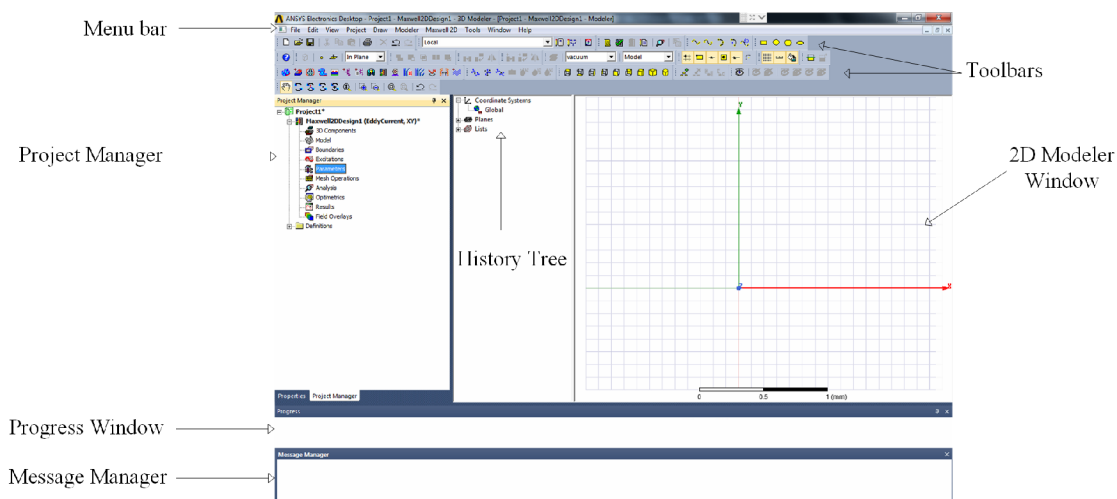 ANSYS Electronics Desktop - Project1 - Maxwell2DDesign1 - 3D Modeler - [Project1 - Maxwell2DDesign1 - Modeler]
Menu bar
File Edit View Project Draw Modeler Maxwell 2D Tools Window Help
Local
In Plane
vacuum
Model
Toolbars
Project Manager
Project1*
Maxwell2DDesign1 (EddyCurrent, XY)*
3D Components
Model
Boundaries
Excitations
Parameters
Mesh Operations
Analysis
Optimetrics
Results
Field Overlays
Definitions
Coordinate Systems
Global
Planes
Lists
Y
X
Z
Project Manager
2D Modeler
Window
History Tree
0 0.5 1 (mm)
Properties Project Manager
Progress
Progress Window
Message Manager
Message Manager